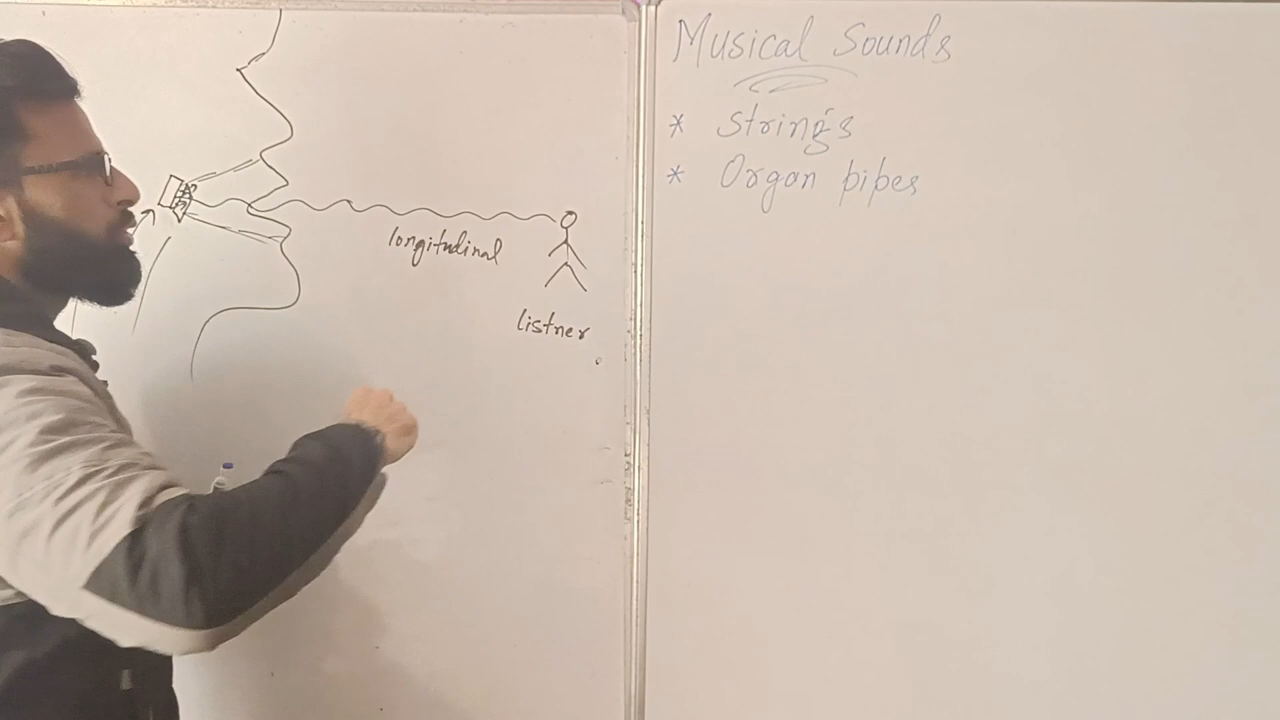 longitudinal
listner
Musical Sounds
* Strings
* Organ pipes